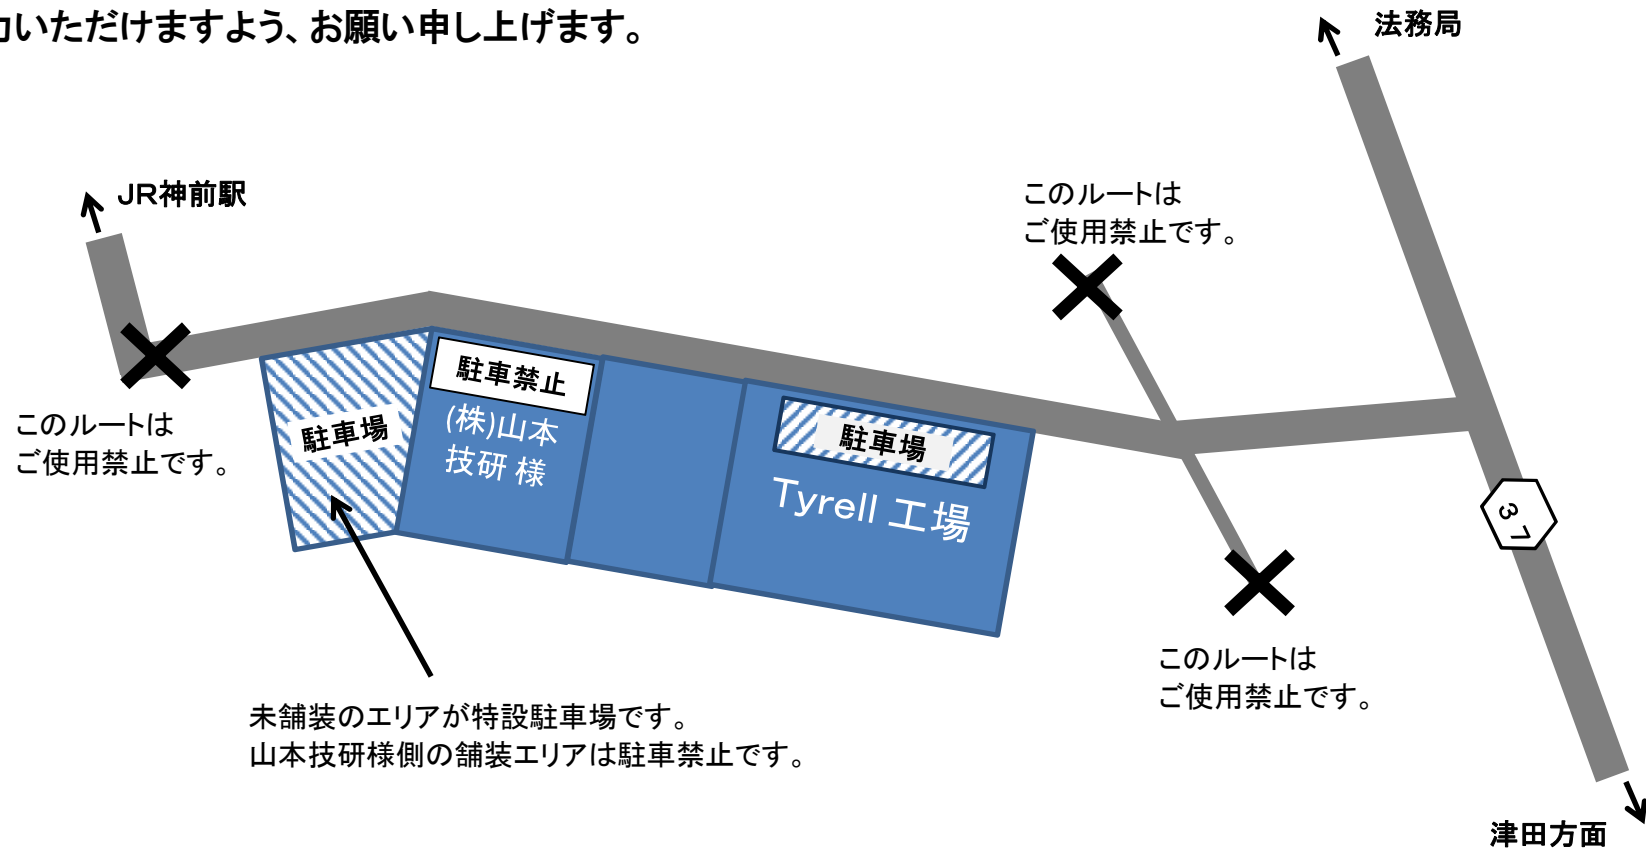 いただけますよう、お願い申し上げます。
法務局
JR神前駅
このルートは
ご使用禁止です。
このルートは
ご使用禁止です。
駐車禁止
(株)山本
技研 様
駐車場
駐車場
Tyrell 工場
37
このルートは
ご使用禁止です。
未舗装のエリアが特設駐車場です。
山本技研様側の舗装エリアは駐車禁止です。
津田方面